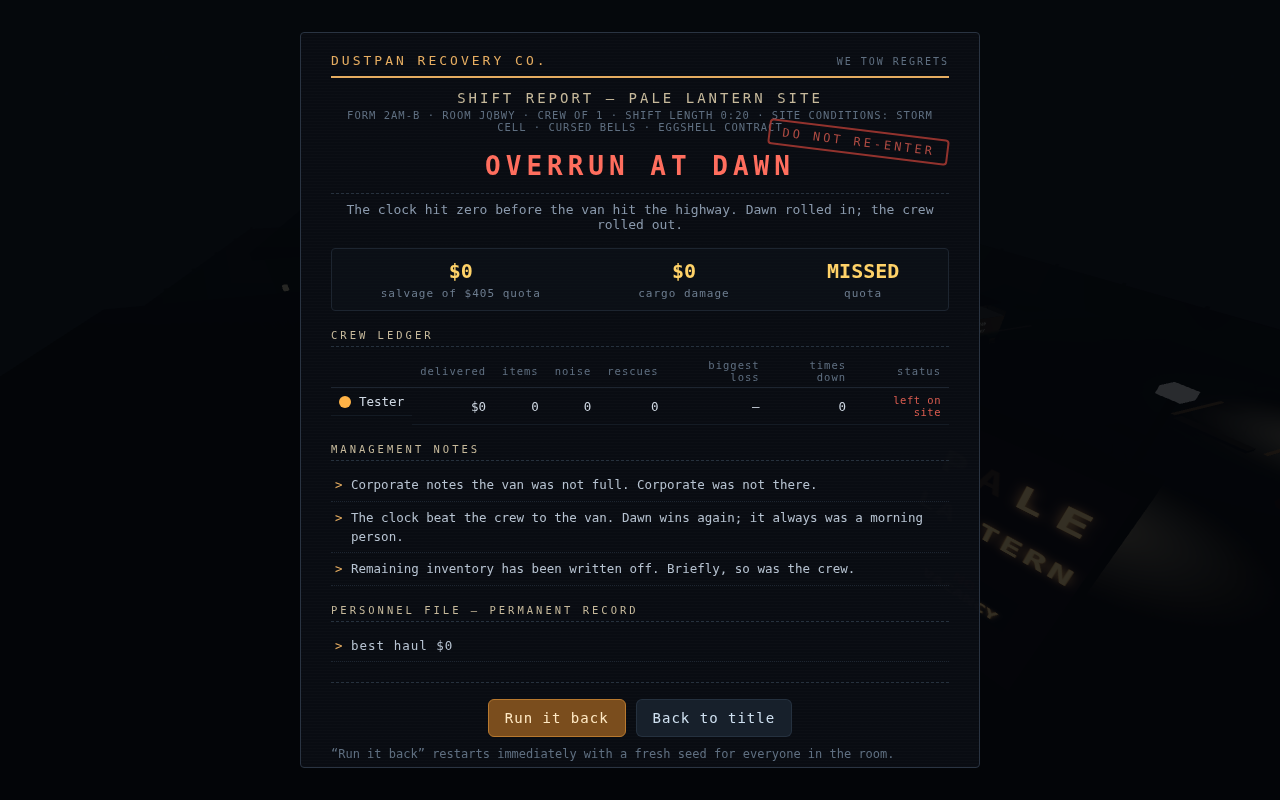 DUSTPAN RECOVERY CO.
WE TOW REGRETS
SHIFT REPORT — PALE LANTERN SITE
FORM 2AM-B · ROOM JQBWY · CREW OF 1 · SHIFT LENGTH 0:20 · SITE CONDITIONS: STORM
CELL · CURSED BELLS · EGGSHELL CONTRACT
DO NOT RE-ENTER
OVERRUN AT DAWN
The clock hit zero before the van hit the highway. Dawn rolled in; the crew
rolled out.
$0 $0 MISSED
salvage of $405 quota cargo damage quota
CREW LEDGER
delivered items noise rescues biggest loss times down status
Tester $0 0 0 0 — 0 left on site
MANAGEMENT NOTES
> Corporate notes the van was not full. Corporate was not there.
> The clock beat the crew to the van. Dawn wins again; it always was a morning
person.
> Remaining inventory has been written off. Briefly, so was the crew.
PERSONNEL FILE — PERMANENT RECORD
> best haul $0
Run it back
Back to title
“Run it back” restarts immediately with a fresh seed for everyone in the room.
ALE
TERN